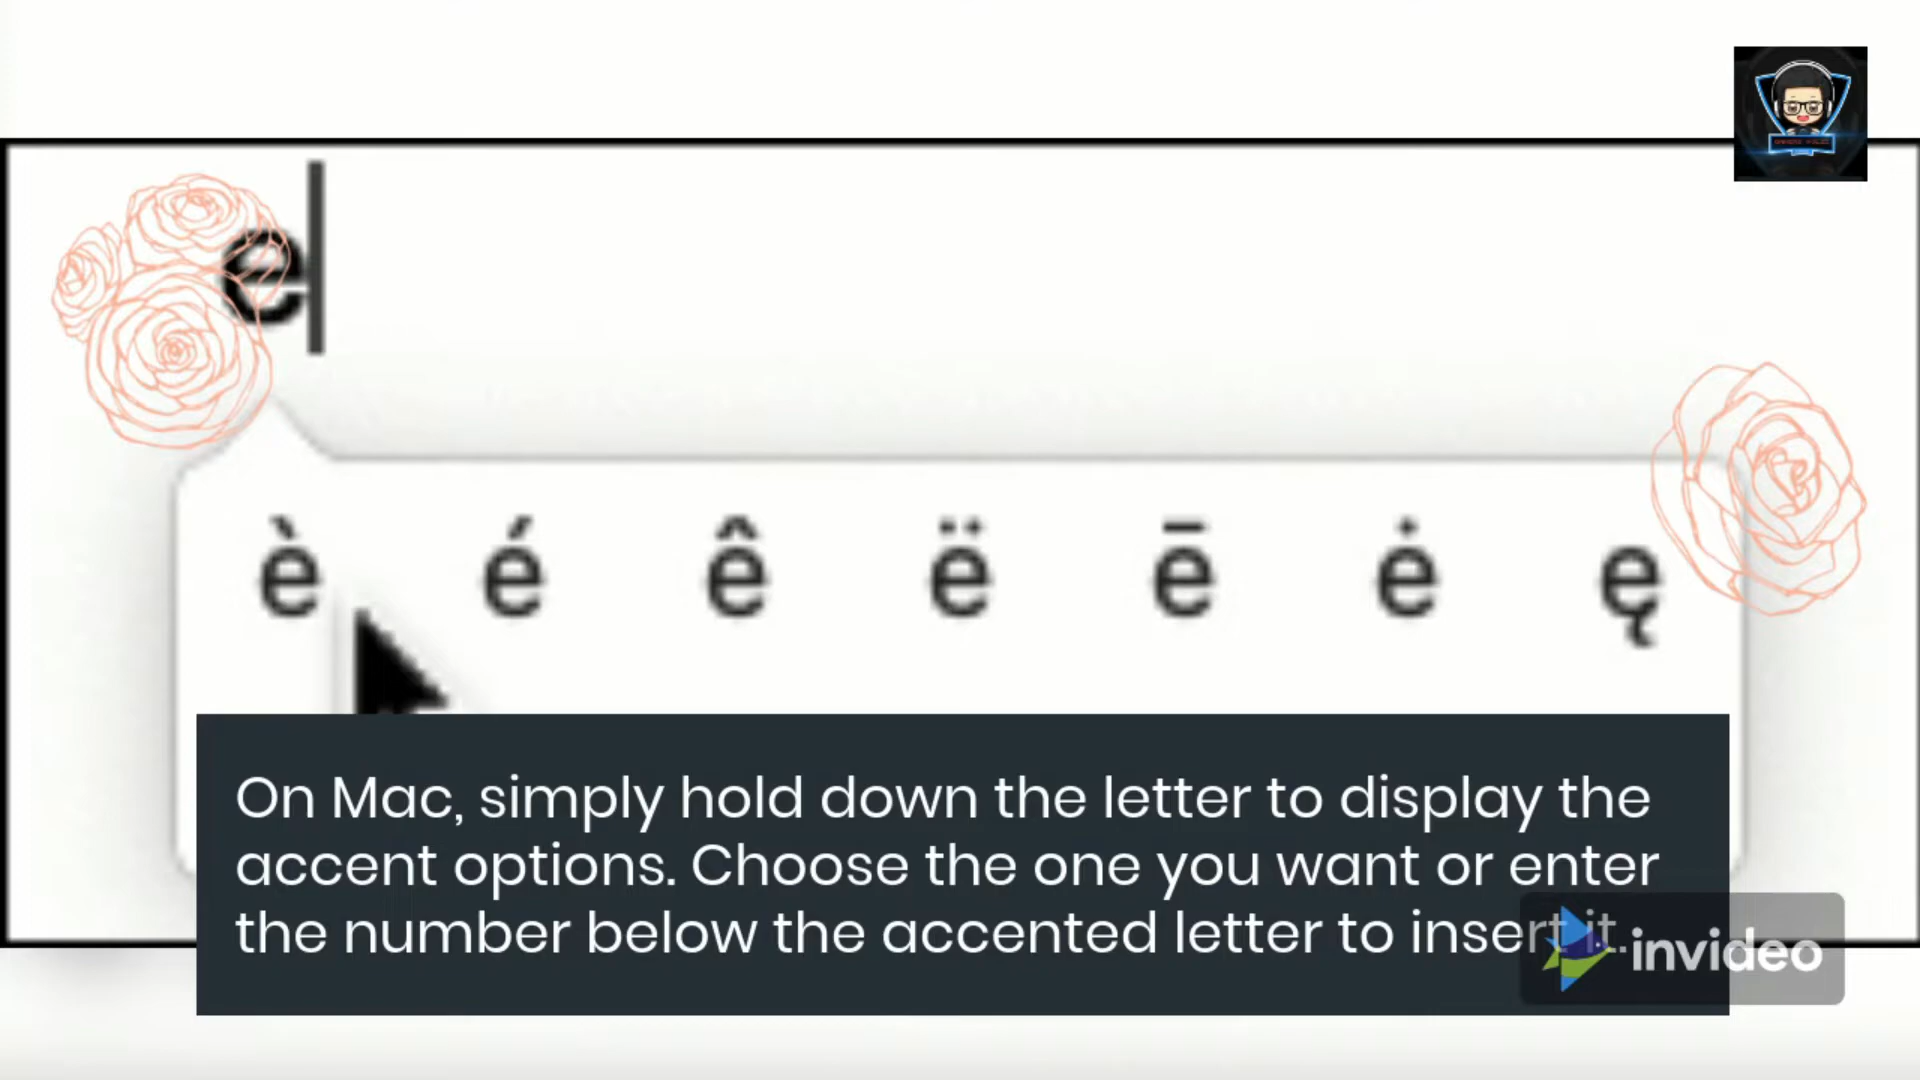 e
è é ê ë ē ė ę
On Mac, simply hold down the letter to display the
accent options. Choose the one you want or enter
the number below the accented letter to insert it.
invideo